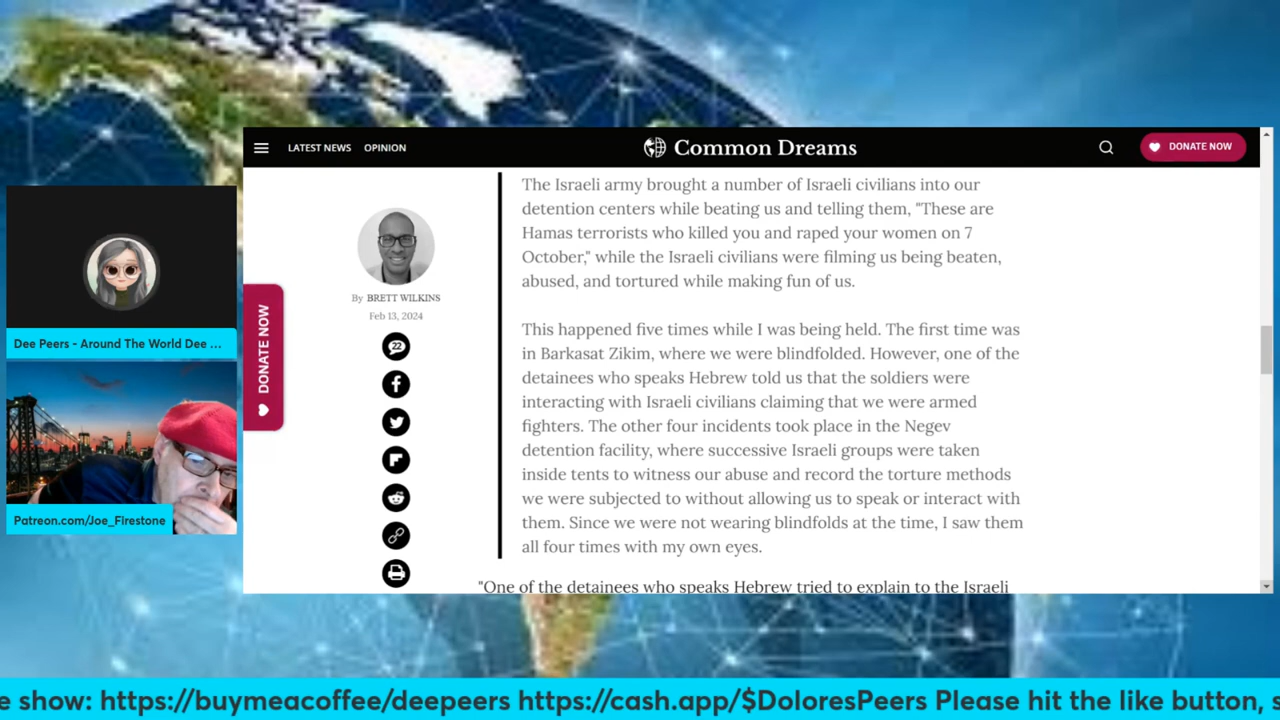 LATEST NEWS
OPINION
Common Dreams
DONATE NOW
DONATE NOW
By BRETT WILKINS
Feb 13, 2024
22
The Israeli army brought a number of Israeli civilians into our
detention centers while beating us and telling them, "These are
Hamas terrorists who killed you and raped your women on 7
October," while the Israeli civilians were filming us being beaten,
abused, and tortured while making fun of us.
This happened five times while I was being held. The first time was
in Barkasat Zikim, where we were blindfolded. However, one of the
detainees who speaks Hebrew told us that the soldiers were
interacting with Israeli civilians claiming that we were armed
fighters. The other four incidents took place in the Negev
detention facility, where successive Israeli groups were taken
inside tents to witness our abuse and record the torture methods
we were subjected to without allowing us to speak or interact with
them. Since we were not wearing blindfolds at the time, I saw them
all four times with my own eyes.
"One of the detainees who speaks Hebrew tried to explain to the Israeli
Dee Peers - Around The World Dee ...
Patreon.com/Joe_Firestone
e show: https://buymeacoffee/deepeers https://cash.app/$DoloresPeers Please hit the like button, s